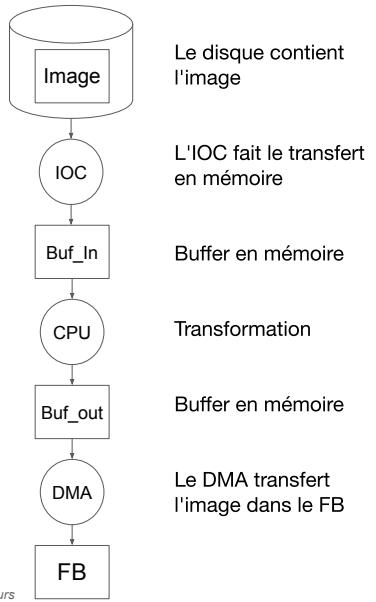 Image
Le disque contient
l'image
IOC
L'IOC fait le transfert
en mémoire
Buf_In
Buffer en mémoire
CPU
Transformation
Buf_out
Buffer en mémoire
DMA
Le DMA transfert
l'image dans le FB
FB
urs